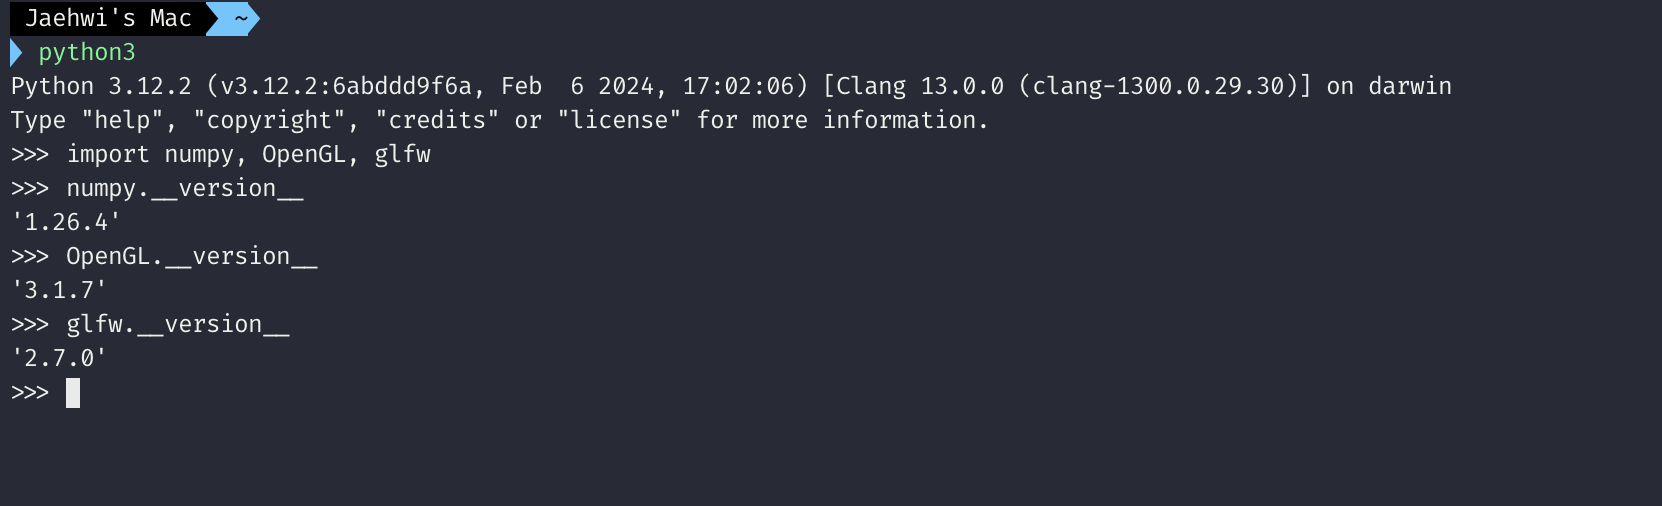 Jaehwi's Mac ~
python3
Python 3.12.2 (v3.12.2:6abddd9f6a, Feb  6 2024, 17:02:06) [Clang 13.0.0 (clang-1300.0.29.30)] on darwin
Type "help", "copyright", "credits" or "license" for more information.
>>> import numpy, OpenGL, glfw
>>> numpy.__version__
'1.26.4'
>>> OpenGL.__version__
'3.1.7'
>>> glfw.__version__
'2.7.0'
>>>